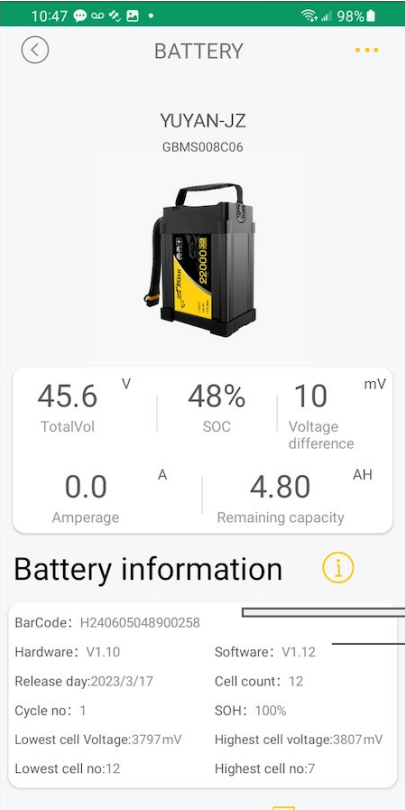 10:47 98%
BATTERY
YUYAN-JZ
GBMS008C06
22000
45.6 V 48% 10 mV
TotalVol SOC Voltage
difference
0.0 A 4.80 AH
Amperage Remaining capacity
Battery information
BarCode: H240605048900258
Hardware: V1.10 Software: V1.12
Release day:2023/3/17 Cell count: 12
Cycle no: 1 SOH: 100%
Lowest cell Voltage:3797mV Highest cell voltage:3807mV
Lowest cell no:12 Highest cell no:7